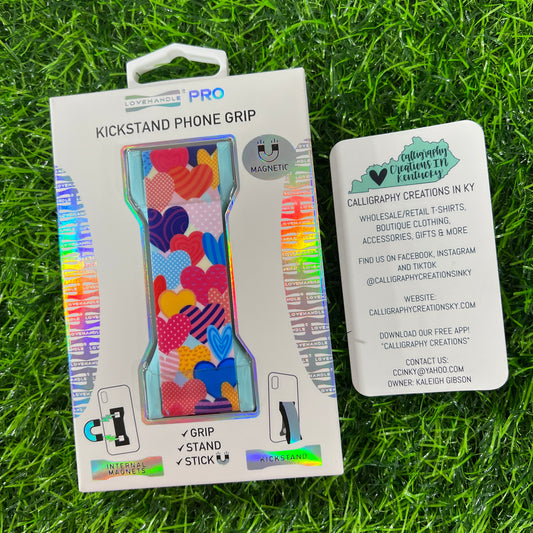 LOVEHANDLE® PRO
KICKSTAND PHONE GRIP
MAGNETIC
✓GRIP
✓STAND
✓STICK
INTERNAL
MAGNETS
KICKSTAND
Calligraphy
Creations In
Kentucky
CALLIGRAPHY CREATIONS IN KY
WHOLESALE/RETAIL T-SHIRTS,
BOUTIQUE CLOTHING,
ACCESSORIES, GIFTS & MORE
FIND US ON FACEBOOK, INSTAGRAM
AND TIKTOK
@CALLIGRAPHYCREATIONSINKY
WEBSITE:
CALLIGRAPHYCREATIONSKY.COM
DOWNLOAD OUR FREE APP!
"CALLIGRAPHY CREATIONS"
CONTACT US:
CCINKY@YAHOO.COM
OWNER: KALEIGH GIBSON